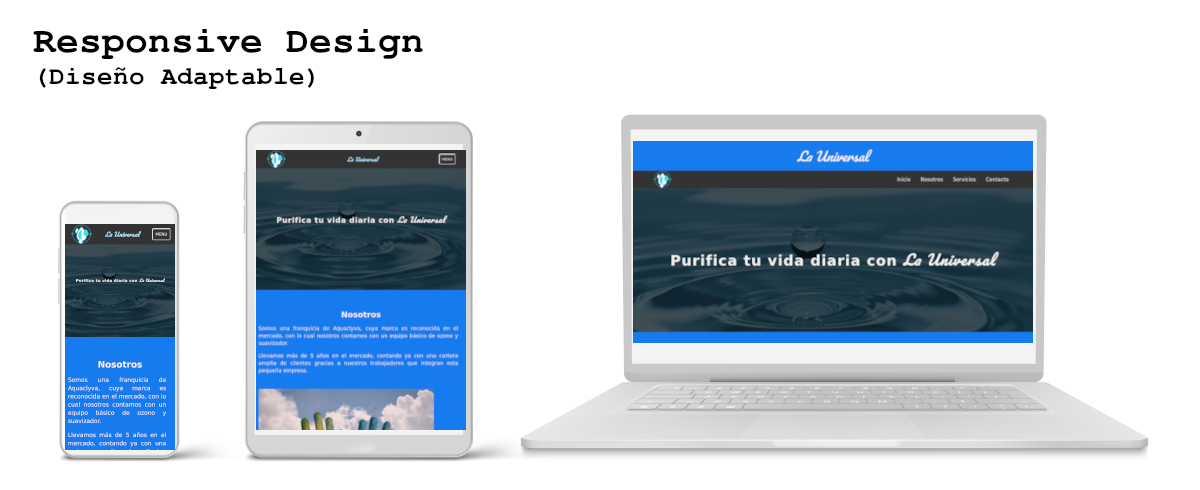 Responsive Design
(Diseño Adaptable)
La Universal
MENU
Purifica tu vida diaria con La Universal
Nosotros
Somos una franquicia de
Aquaclyva, cuya marca es
reconocida en el mercado, con lo
cual nosotros contamos con un
equipo básico de ozono y
suavizador.
Llevamos más de 5 años en el
mercado, contando ya con una
La Universal
MENU
Purifica tu vida diaria con La Universal
Nosotros
Somos una franquicia de Aquaclyva, cuya marca es reconocida en el
mercado, con lo cual nosotros contamos con un equipo básico de ozono y
suavizador.
Llevamos más de 5 años en el mercado, contando ya con una cartera
amplia de clientes gracias a nuestros trabajadores que integran esta
pequeña empresa.
La Universal
Inicio Nosotros Servicios Contacto
Purifica tu vida diaria con La Universal